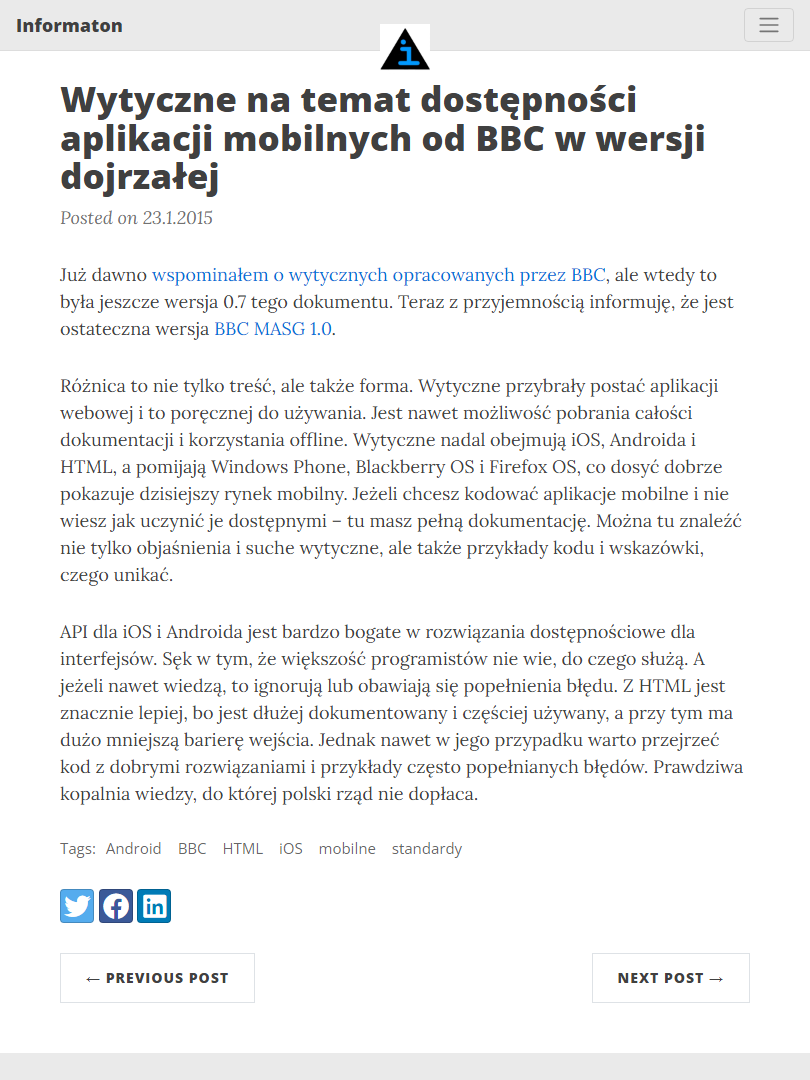 Informaton
Wytyczne na temat dostępności
aplikacji mobilnych od BBC w wersji
dojrzałej
Posted on 23.1.2015
Już dawno wspominałem o wytycznych opracowanych przez BBC, ale wtedy to
była jeszcze wersja 0.7 tego dokumentu. Teraz z przyjemnością informuję, że jest
ostateczna wersja BBC MASG 1.0.
Różnica to nie tylko treść, ale także forma. Wytyczne przybrały postać aplikacji
webowej i to poręcznej do używania. Jest nawet możliwość pobrania całości
dokumentacji i korzystania offline. Wytyczne nadal obejmują iOS, Androida i
HTML, a pomijają Windows Phone, Blackberry OS i Firefox OS, co dosyć dobrze
pokazuje dzisiejszy rynek mobilny. Jeżeli chcesz kodować aplikacje mobilne i nie
wiesz jak uczynić je dostępnymi – tu masz pełną dokumentację. Można tu znaleźć
nie tylko objaśnienia i suche wytyczne, ale także przykłady kodu i wskazówki,
czego unikać.
API dla iOS i Androida jest bardzo bogate w rozwiązania dostępnościowe dla
interfejsów. Sęk w tym, że większość programistów nie wie, do czego służą. A
jeżeli nawet wiedzą, to ignorują lub obawiają się popełnienia błędu. Z HTML jest
znacznie lepiej, bo jest dłużej dokumentowany i częściej używany, a przy tym ma
dużo mniejszą barierę wejścia. Jednak nawet w jego przypadku warto przejrzeć
kod z dobrymi rozwiązaniami i przykłady często popełnianych błędów. Prawdziwa
kopalnia wiedzy, do której polski rząd nie dopłaca.
Tags: Android BBC HTML iOS mobilne standardy
← PREVIOUS POST
NEXT POST →